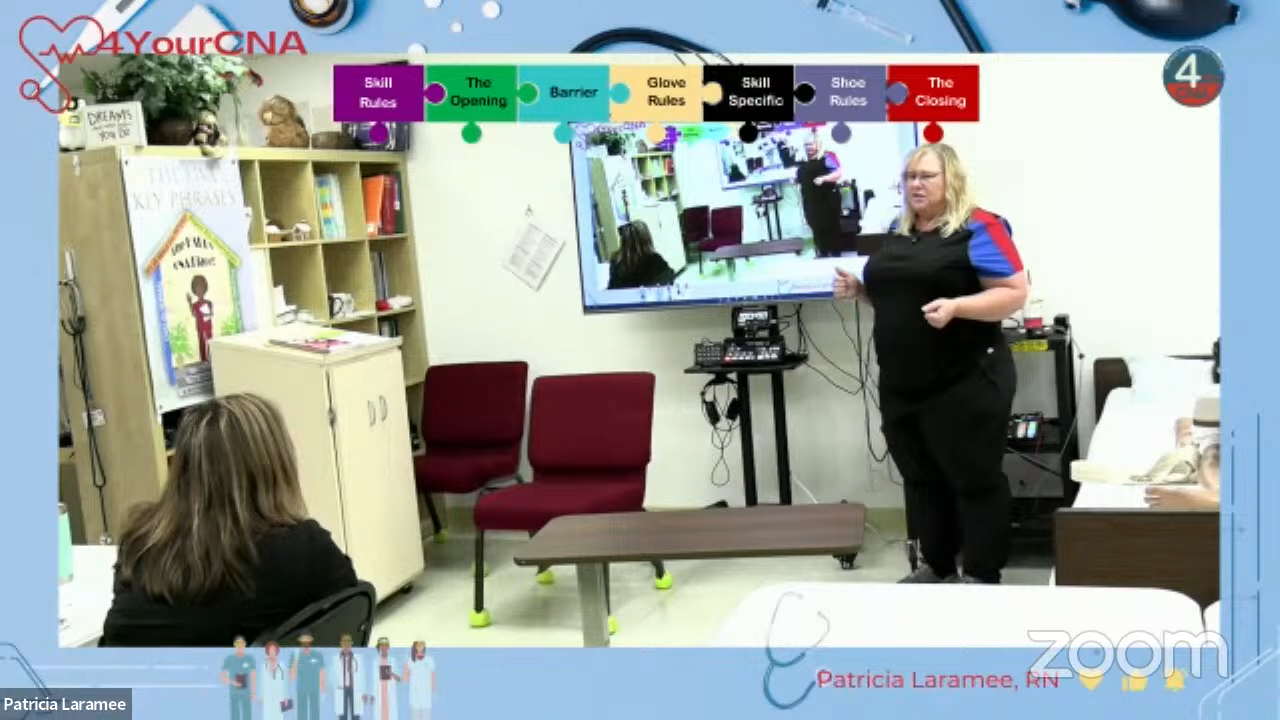 4YourCNA
Skill
Rules
The
Opening
Barrier
Glove
Rules
Skill
Specific
Shoe
Rules
The
Closing
4
DREAMS
KEY PHRASES
zoom
Patricia Laramee, RN
Patricia Laramee